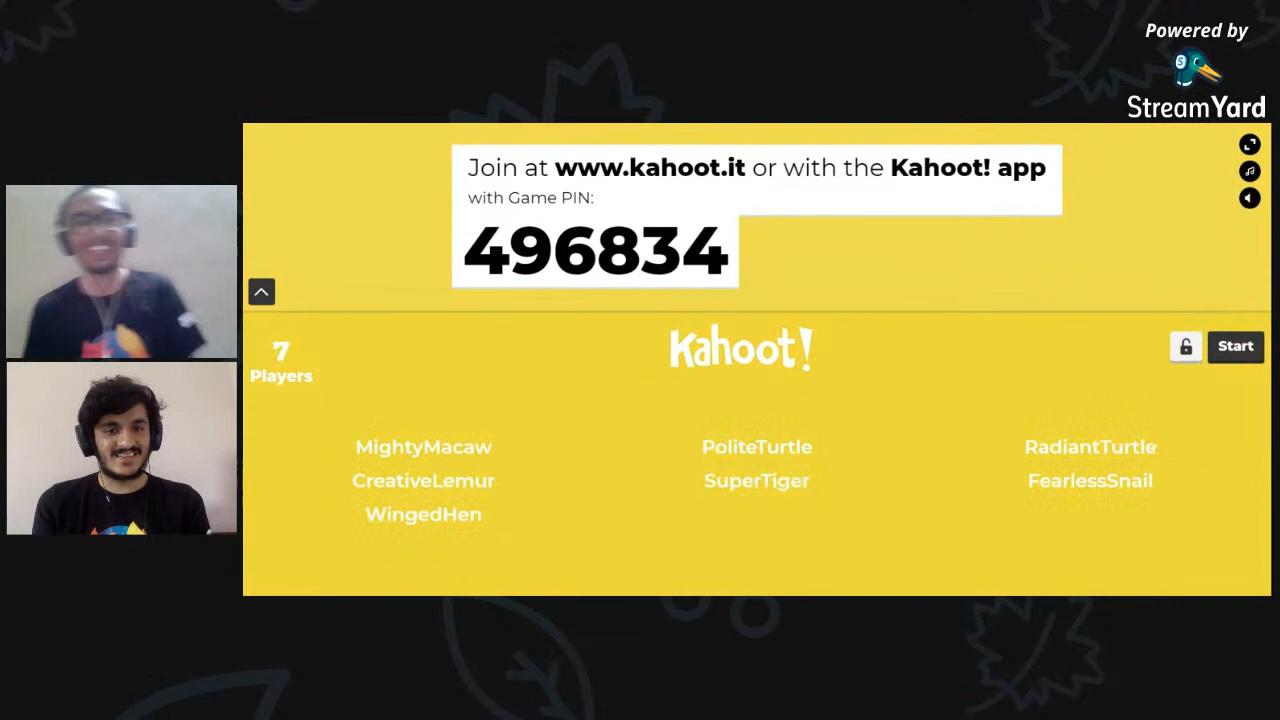 Powered by
StreamYard
Join at www.kahoot.it or with the Kahoot! app
with Game PIN:
496834
7
Players
Kahoot!
Start
MightyMacaw PoliteTurtle RadiantTurtle
CreativeLemur SuperTiger FearlessSnail
WingedHen